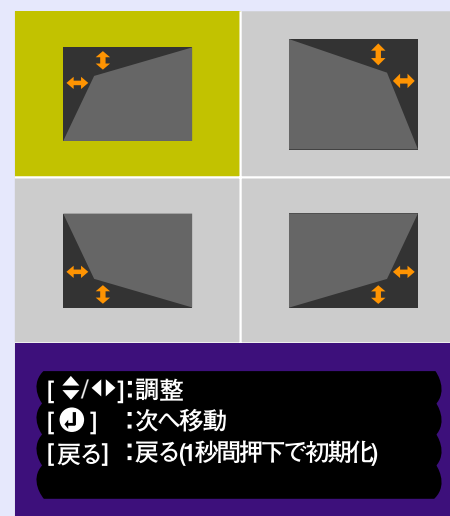 [ / ]:調整
[ ] :次へ移動
[戻る] :戻る(1秒間押下で初期化)